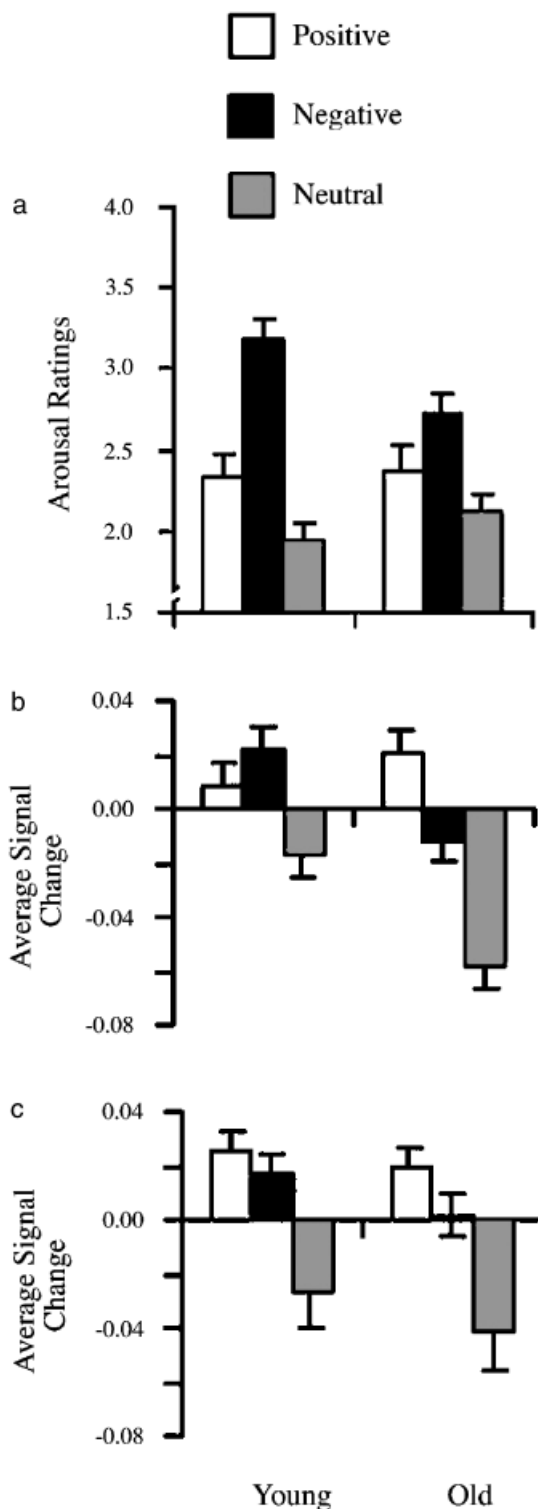 Positive
Negative
Neutral
a
4.0
3.5
3.0
2.5
2.0
1.5
Arousal Ratings
b
0.04
0.00
-0.04
-0.08
Average Signal
Change
c
0.04
0.00
-0.04
-0.08
Average Signal
Change
Young
Old